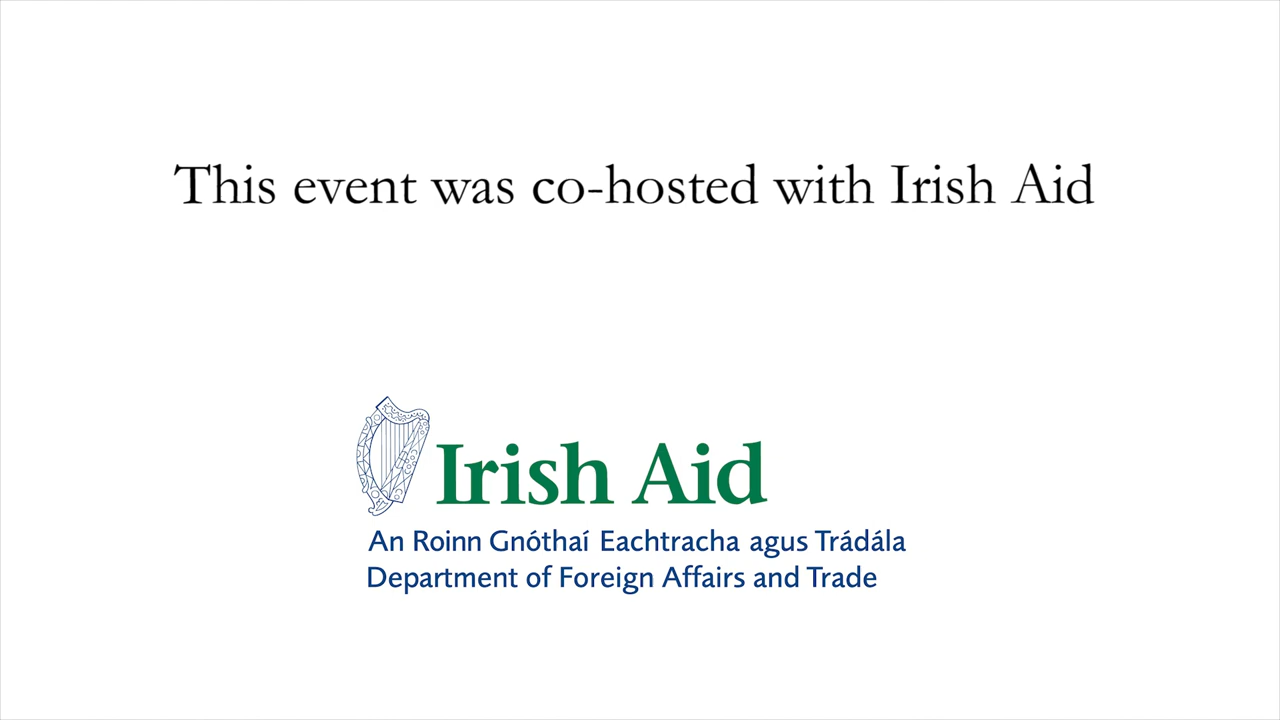 This event was co-hosted with Irish Aid
Irish Aid
An Roinn Gnóthaí Eachtracha agus Trádála
Department of Foreign Affairs and Trade